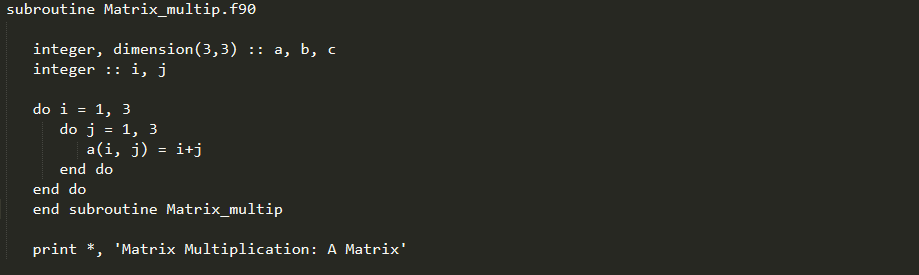 subroutine Matrix_multip.f90
integer, dimension(3,3) :: a, b, c
integer :: i, j
do i = 1, 3
do j = 1, 3
a(i, j) = i+j
end do
end do
end subroutine Matrix_multip
print *, 'Matrix Multiplication: A Matrix'